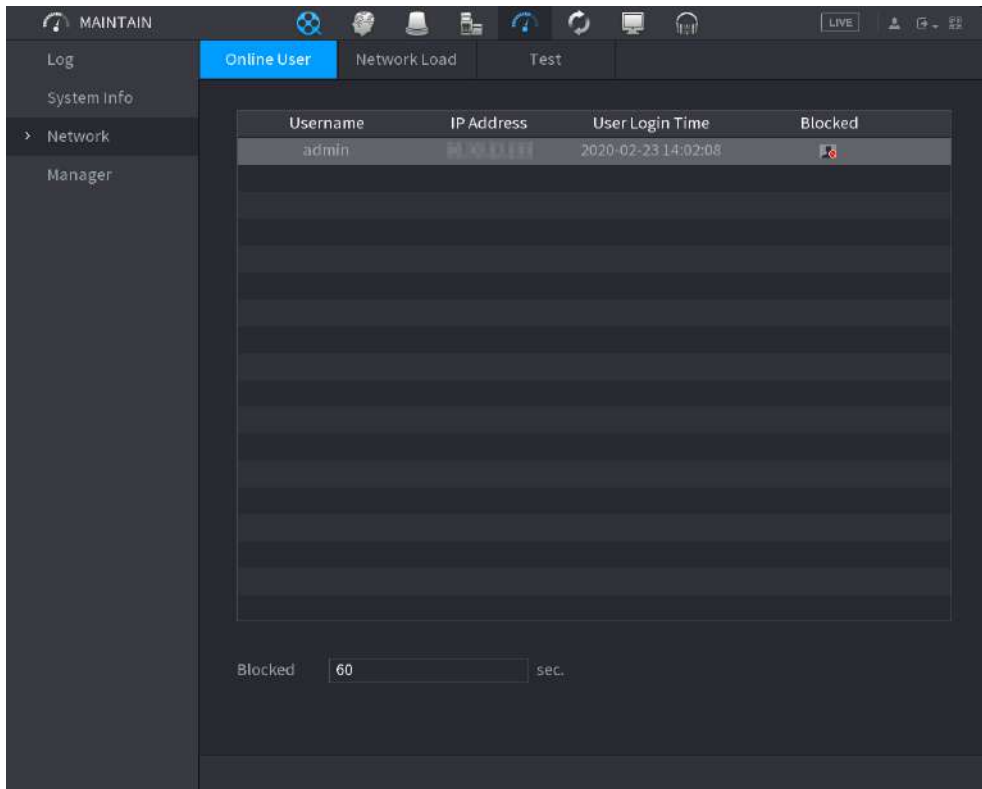 MAINTAIN LIVE
Log
System Info
Network
Manager
Online User Network Load Test
Username IP Address User Login Time Blocked
admin 2020-02-23 14:02:08
Blocked 60 sec.